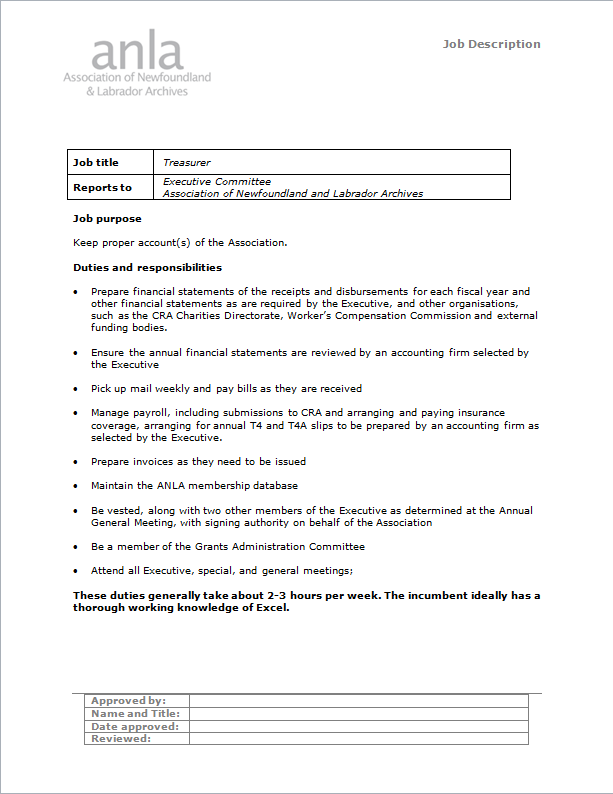 anla
Job Description
Association of Newfoundland
& Labrador Archives
Job title
Treasurer
Reports to
Executive Committee
Association of Newfoundland and Labrador Archives
Job purpose
Keep proper account(s) of the Association.
Duties and responsibilities
• Prepare financial statements of the receipts and disbursements for each fiscal year and
other financial statements as are required by the Executive, and other organisations,
such as the CRA Charities Directorate, Worker's Compensation Commission and external
funding bodies.
• Ensure the annual financial statements are reviewed by an accounting firm selected by
the Executive
• Pick up mail weekly and pay bills as they are received
• Manage payroll, including submissions to CRA and arranging and paying insurance
coverage, arranging for annual T4 and T4A slips to be prepared by an accounting firm as
selected by the Executive.
• Prepare invoices as they need to be issued
• Maintain the ANLA membership database
• Be vested, along with two other members of the Executive as determined at the Annual
General Meeting, with signing authority on behalf of the Association
• Be a member of the Grants Administration Committee
• Attend all Executive, special, and general meetings;
These duties generally take about 2-3 hours per week. The incumbent ideally has a
thorough working knowledge of Excel.
Approved by:
Name and Title:
Date approved:
Reviewed: